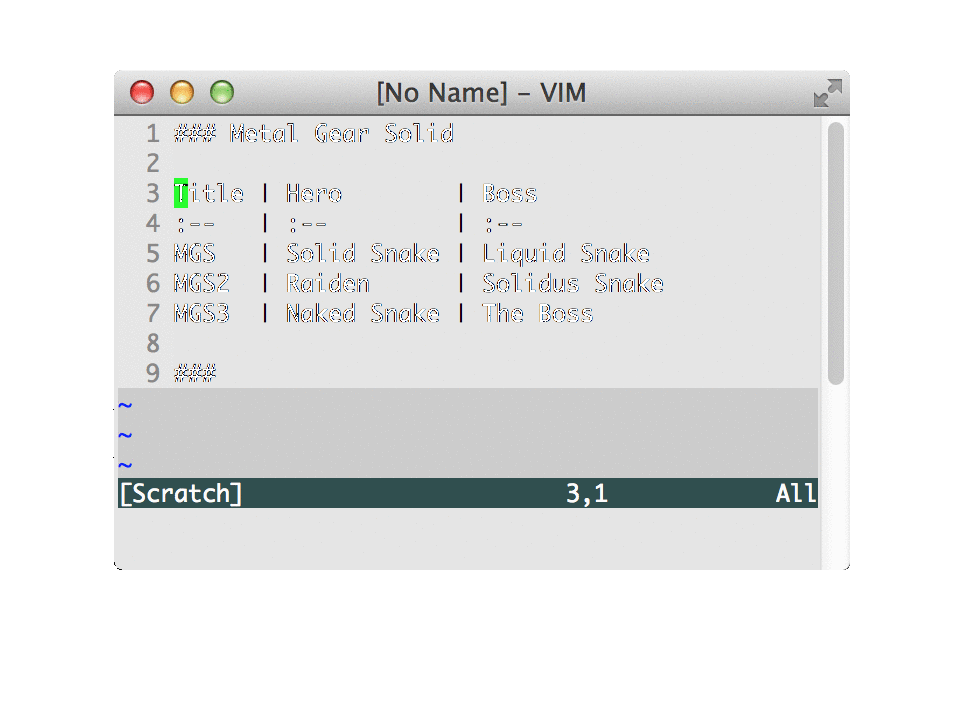 [No Name] – VIM
1 ### Metal Gear Solid
2
3 Title | Hero        | Boss
4 :--   | :--         | :--
5 MGS   | Solid Snake | Liquid Snake
6 MGS2  | Raiden      | Solidus Snake
7 MGS3  | Naked Snake | The Boss
8
9 ###
~
~
~
[Scratch] 3,1 All